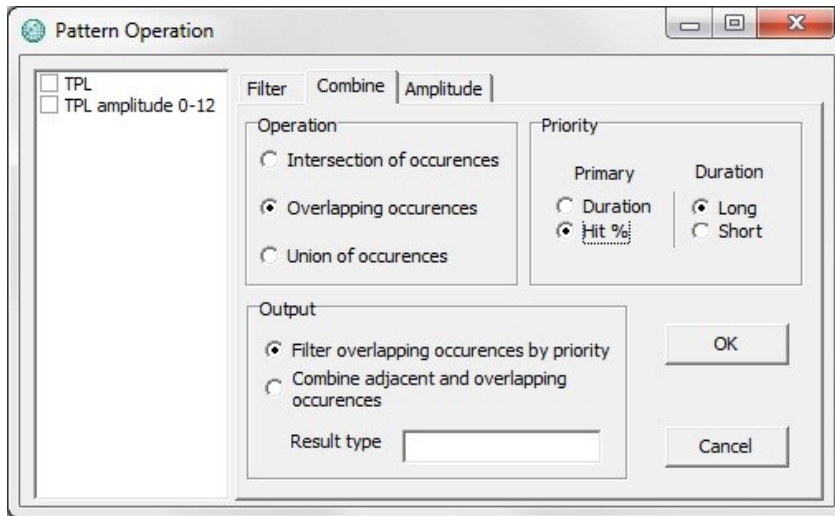 Pattern Operation
TPL
TPL amplitude 0-12
Filter Combine Amplitude
Operation
Intersection of occurences
Overlapping occurences
Union of occurences
Priority
Primary Duration
Duration Long
Hit % Short
Output
Filter overlapping occurences by priority
Combine adjacent and overlapping
occurences
Result type
OK
Cancel